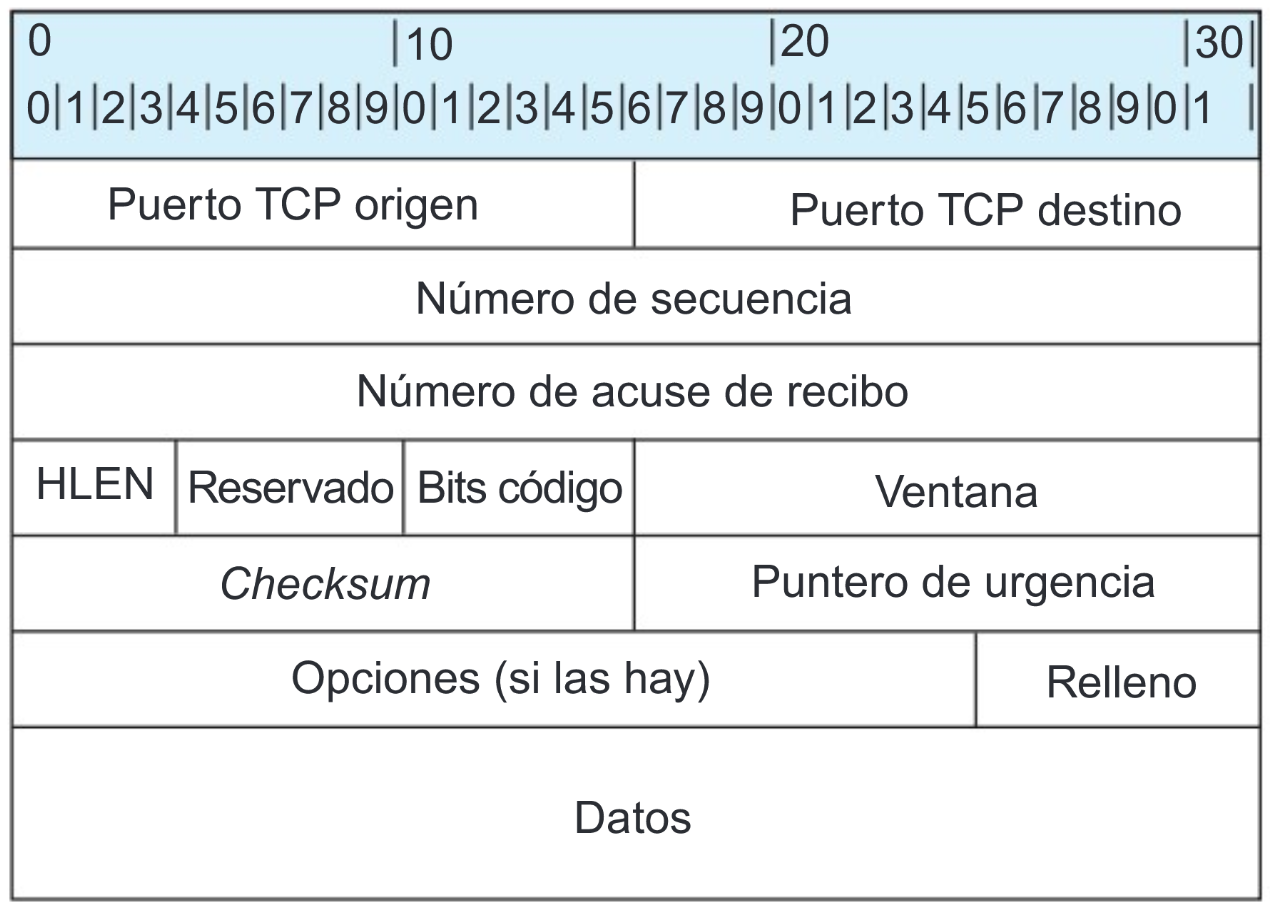 0 |10 |20 |30|
0|1|2|3|4|5|6|7|8|9|0|1|2|3|4|5|6|7|8|9|0|1|2|3|4|5|6|7|8|9|0|1 |
Puerto TCP origen Puerto TCP destino
Número de secuencia
Número de acuse de recibo
HLEN Reservado Bits código Ventana
Checksum Puntero de urgencia
Opciones (si las hay) Relleno
Datos